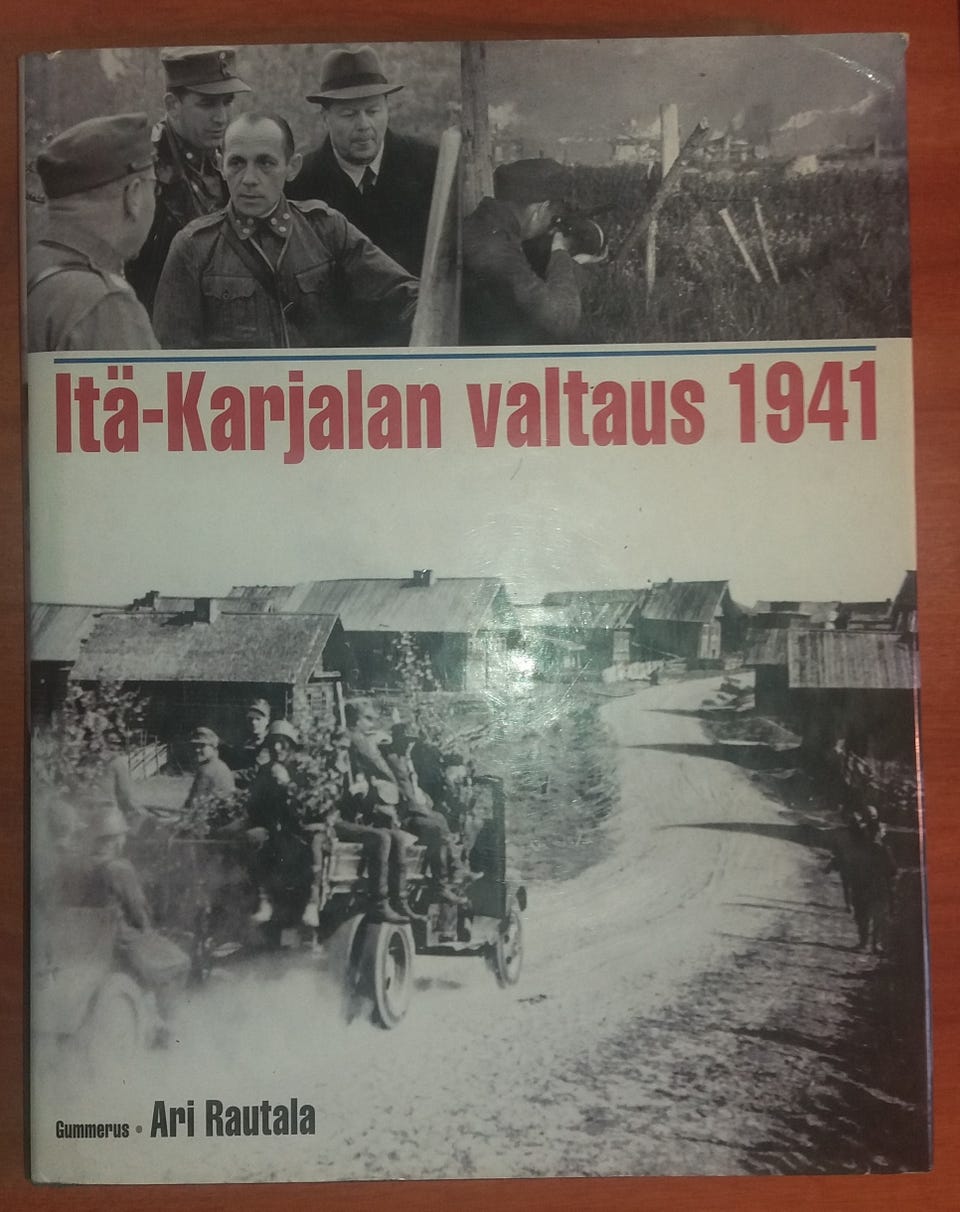 Itä-Karjalan valtaus 1941
Gummerus • Ari Rautala